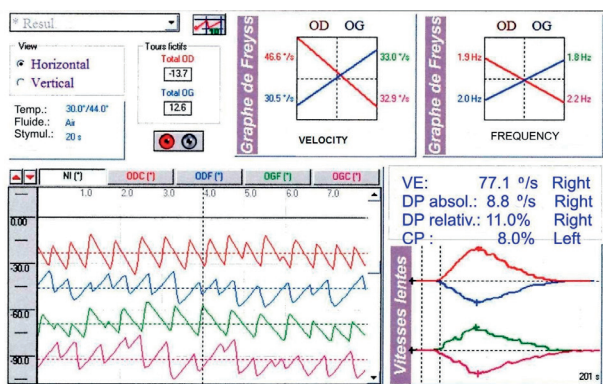 * Resul
View
Horizontal
Vertical
Tours fictifs
Total OD
-13.7
Total OG
12.6
Temp.: 30.0°/44.0°
Fluide.: Air
Stymul.: 20 s
Graphe de Freyss
OD OG
46.6 °/s 33.0 °/s
30.5 °/s 32.9 °/s
VELOCITY
Graphe de Freyss
OD OG
1.9 Hz 1.8 Hz
2.0 Hz 2.2 Hz
FREQUENCY
NI (°) ODC (°) ODF (°) OGF (°) OGC (°)
1.0 2.0 3.0 4.0 5.0 6.0 7.0
0.00
-30.0
-60.0
-90.0
VE: 77.1 º/s Right
DP absol.: 8.8 º/s Right
DP relativ.: 11.0% Right
CP : 8.0% Left
Vitesses lentes
201 s